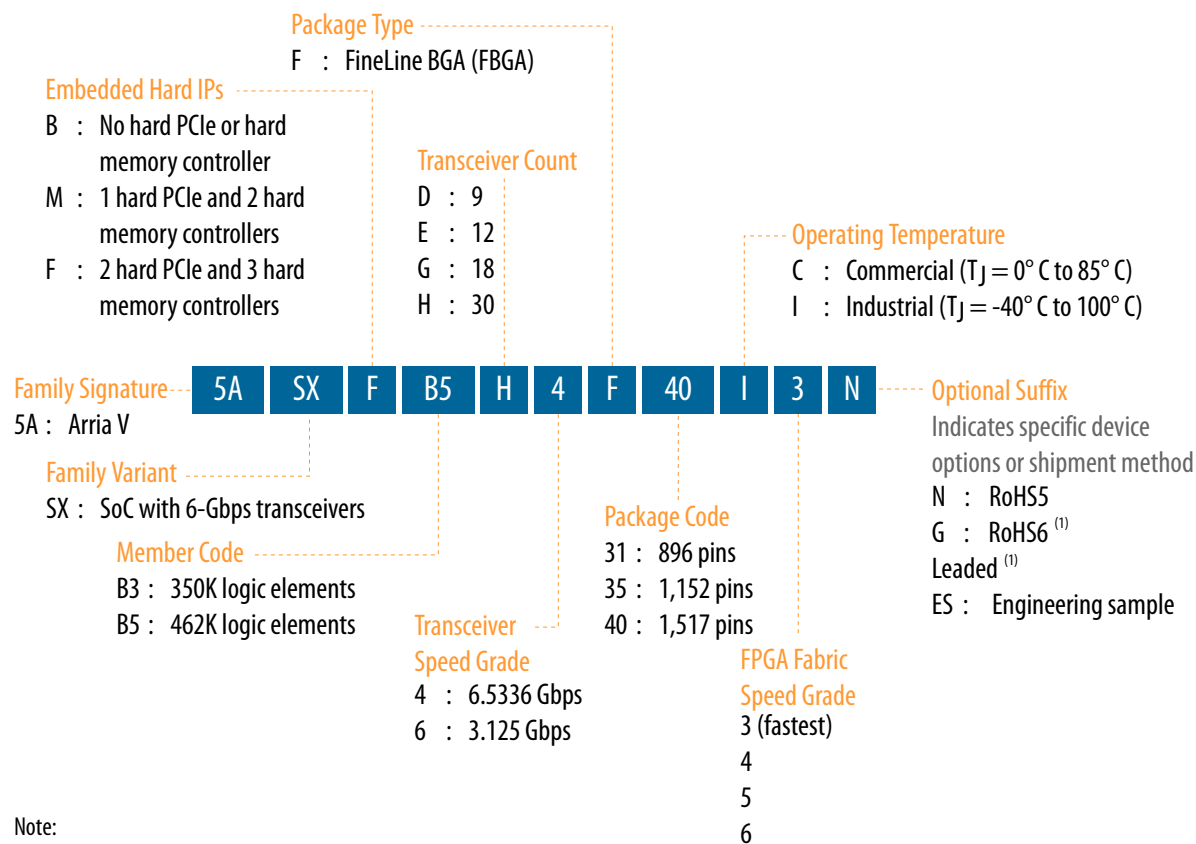 Package Type
F : FineLine BGA (FBGA)
Embedded Hard IPs
B : No hard PCIe or hard
memory controller
M : 1 hard PCIe and 2 hard
memory controllers
F : 2 hard PCIe and 3 hard
memory controllers
Transceiver Count
D : 9
E : 12
G : 18
H : 30
Operating Temperature
C : Commercial (TJ = 0° C to 85° C)
I : Industrial (TJ = -40° C to 100° C)
Family Signature
5A : Arria V
5A SX F B5 H 4 F 40 I 3 N
Optional Suffix
Indicates specific device
options or shipment method
N : RoHS5
G : RoHS6 (1)
Leaded (1)
ES : Engineering sample
Family Variant
SX : SoC with 6-Gbps transceivers
Member Code
B3 : 350K logic elements
B5 : 462K logic elements
Transceiver
Speed Grade
4 : 6.5336 Gbps
6 : 3.125 Gbps
Package Code
31 : 896 pins
35 : 1,152 pins
40 : 1,517 pins
FPGA Fabric
Speed Grade
3 (fastest)
4
5
6
Note: